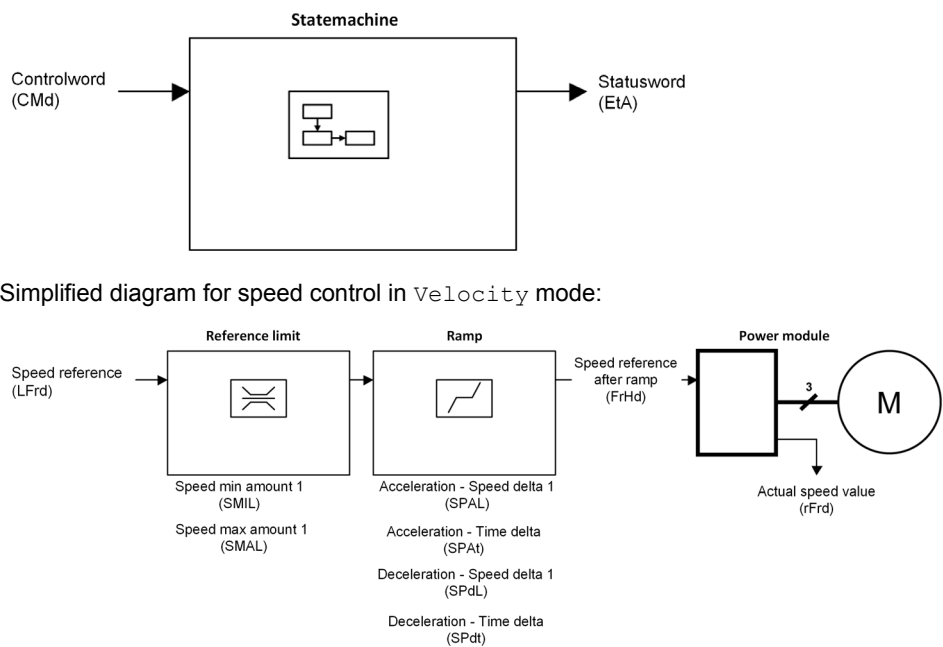 Statemachine
Controlword
(CMd)
Statusword
(EtA)
Simplified diagram for speed control in Velocity mode:
Reference limit
Ramp
Power module
Speed reference
(LFrd)
Speed reference
after ramp
(FrHd)
3
M
Speed min amount 1
(SMIL)
Speed max amount 1
(SMAL)
Acceleration - Speed delta 1
(SPAL)
Acceleration - Time delta
(SPAt)
Deceleration - Speed delta 1
(SPdL)
Deceleration - Time delta
(SPdt)
Actual speed value
(rFrd)